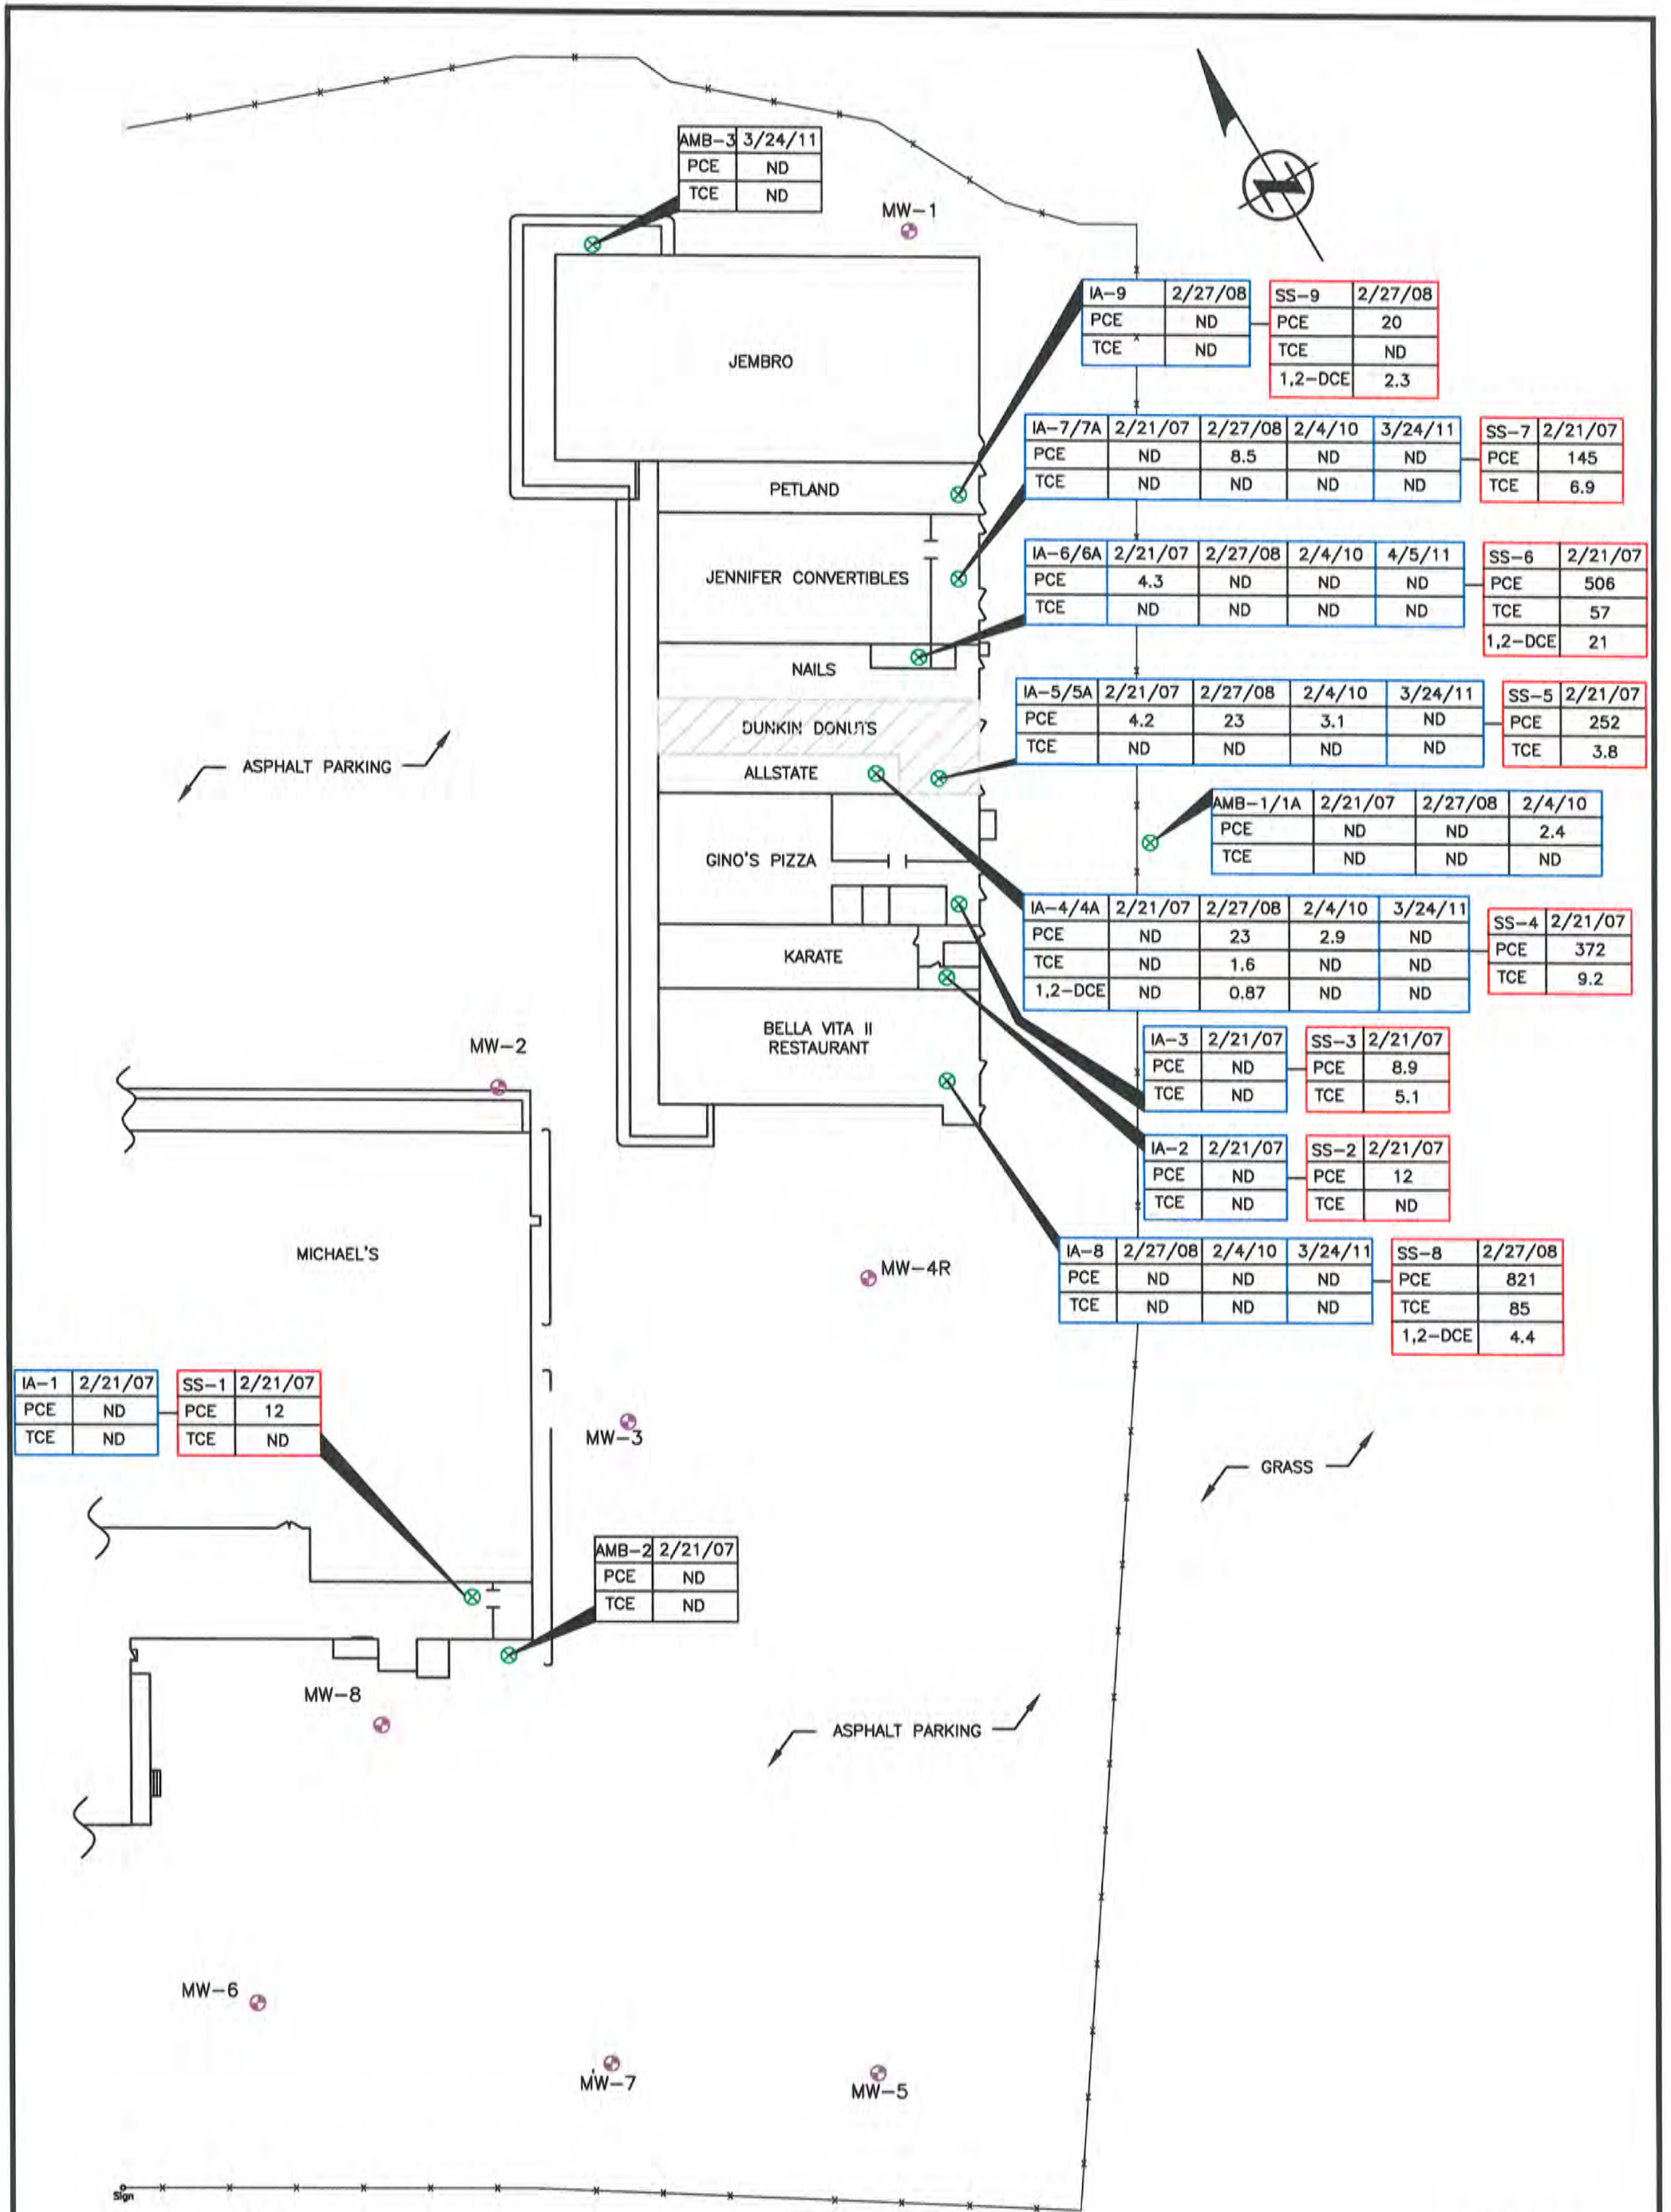 AMB-3 3/24/11
PCE ND
TCE ND
MW-1
JEMBRO
IA-9 2/27/08
PCE ND
TCE ND
SS-9 2/27/08
PCE 20
TCE ND
1,2-DCE 2.3
IA-7/7A 2/21/07 2/27/08 2/4/10 3/24/11
PCE ND 8.5 ND ND
TCE ND ND ND ND
SS-7 2/21/07
PCE 145
TCE 6.9
PETLAND
JENNIFER CONVERTIBLES
IA-6/6A 2/21/07 2/27/08 2/4/10 4/5/11
PCE 4.3 ND ND ND
TCE ND ND ND ND
SS-6 2/21/07
PCE 506
TCE 57
1,2-DCE 21
NAILS
IA-5/5A 2/21/07 2/27/08 2/4/10 3/24/11
PCE 4.2 23 3.1 ND
TCE ND ND ND ND
SS-5 2/21/07
PCE 252
TCE 3.8
DUNKIN DONUTS
ALLSTATE
ASPHALT PARKING
AMB-1/1A 2/21/07 2/27/08 2/4/10
PCE ND ND 2.4
TCE ND ND ND
GINO'S PIZZA
IA-4/4A 2/21/07 2/27/08 2/4/10 3/24/11
PCE ND 23 2.9 ND
TCE ND 1.6 ND ND
1,2-DCE ND 0.87 ND ND
SS-4 2/21/07
PCE 372
TCE 9.2
KARATE
BELLA VITA II
RESTAURANT
IA-3 2/21/07
PCE ND
TCE ND
SS-3 2/21/07
PCE 8.9
TCE 5.1
MW-2
IA-2 2/21/07
PCE ND
TCE ND
SS-2 2/21/07
PCE 12
TCE ND
MICHAEL'S
MW-4R
IA-8 2/27/08 2/4/10 3/24/11
PCE ND ND ND
TCE ND ND ND
SS-8 2/27/08
PCE 821
TCE 85
1,2-DCE 4.4
IA-1 2/21/07
PCE ND
TCE ND
SS-1 2/21/07
PCE 12
TCE ND
MW-3
GRASS
AMB-2 2/21/07
PCE ND
TCE ND
MW-8
ASPHALT PARKING
MW-6
MW-7
MW-5
Sign